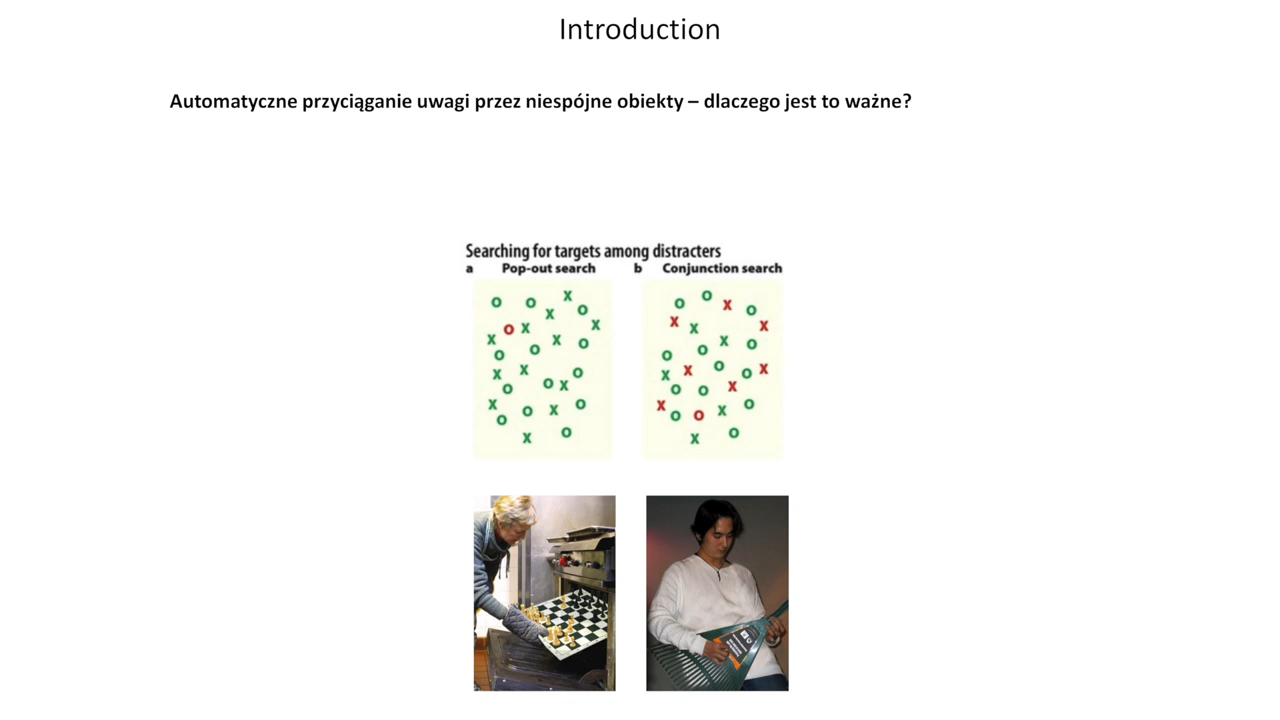 Introduction
Automatyczne przyciąganie uwagi przez niespójne obiekty – dlaczego jest to ważne?
Searching for targets among distracters
a Pop-out search b Conjunction search